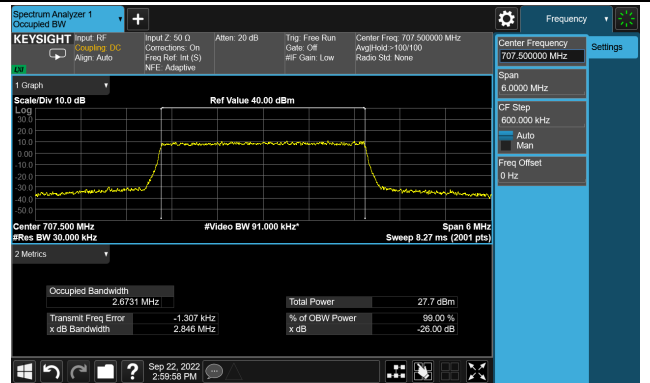 Spectrum Analyzer 1
Occupied BW
Frequency
KEYSIGHT
Input: RF
Coupling: DC
Align: Auto
Input Z: 50 Ω
Corrections: On
Freq Ref: Int (S)
NFE: Adaptive
Atten: 20 dB
Trig: Free Run
Gate: Off
#IF Gain: Low
Center Freq: 707.500000 MHz
Avg|Hold:>100/100
Radio Std: None
LXI
1 Graph
Scale/Div 10.0 dB
Ref Value 40.00 dBm
Log
30.0
20.0
10.0
0.00
-10.0
-20.0
-30.0
-40.0
-50.0
Center 707.500 MHz
#Video BW 91.000 kHz*
Span 6 MHz
#Res BW 30.000 kHz
Sweep 8.27 ms (2001 pts)
2 Metrics
Occupied Bandwidth
2.6731 MHz
Total Power
27.7 dBm
Transmit Freq Error
-1.307 kHz
% of OBW Power
99.00 %
x dB Bandwidth
2.846 MHz
x dB
-26.00 dB
Sep 22, 2022
2:59:58 PM
Center Frequency
707.500000 MHz
Settings
Span
6.0000 MHz
CF Step
600.000 kHz
Auto
Man
Freq Offset
0 Hz